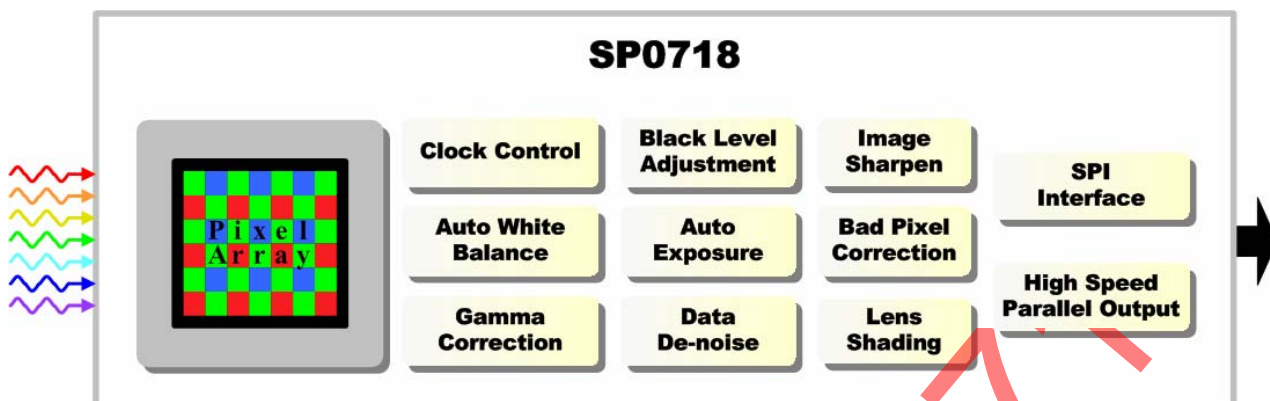 SP0718
Pixel
Array
Clock Control
Black Level
Adjustment
Image
Sharpen
SPI
Interface
Auto White
Balance
Auto
Exposure
Bad Pixel
Correction
High Speed
Parallel Output
Gamma
Correction
Data
De-noise
Lens
Shading